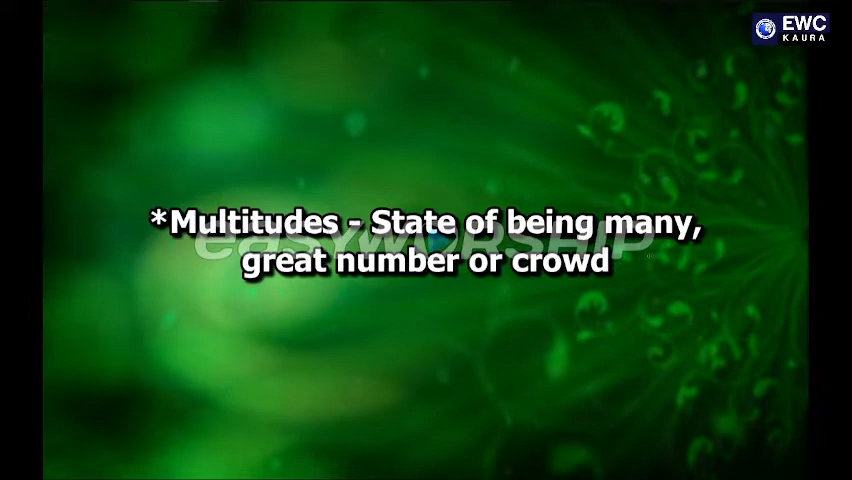 EWC
KAURA
*Multitudes - State of being many,
easyworship
great number or crowd